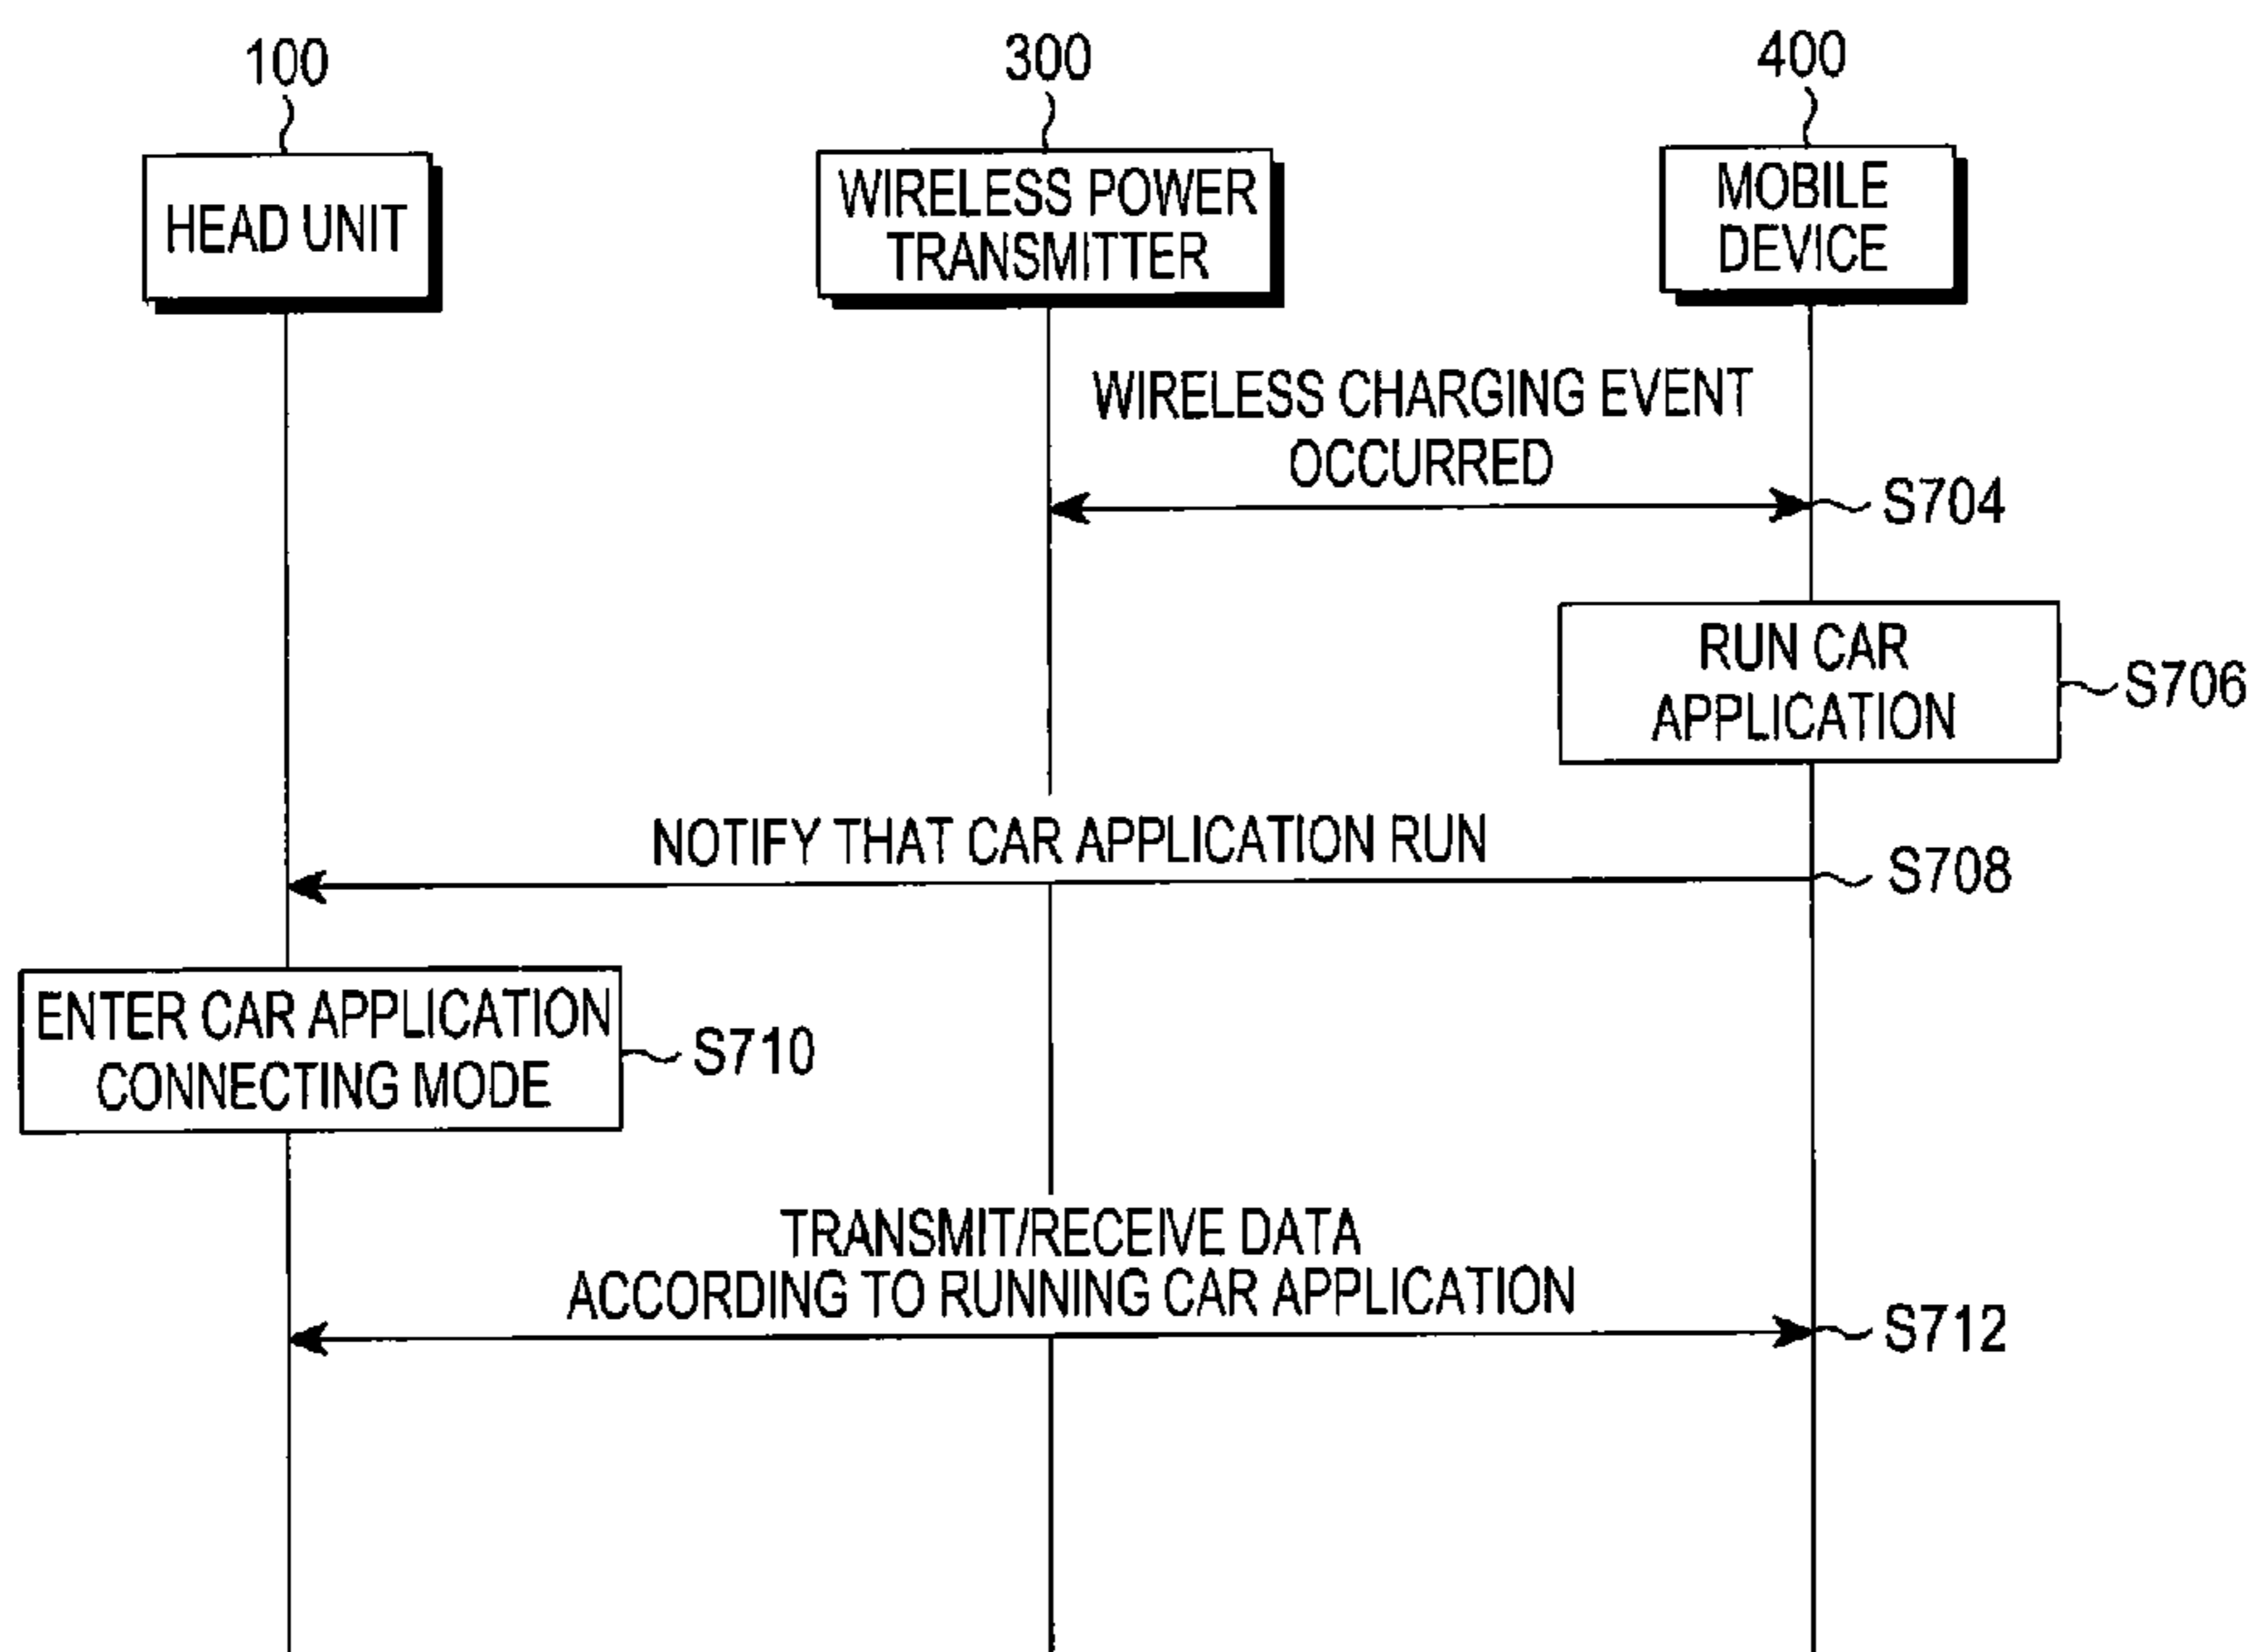 100
300
400
HEAD UNIT
WIRELESS POWER
TRANSMITTER
MOBILE
DEVICE
WIRELESS CHARGING EVENT
OCCURRED
S704
RUN CAR
APPLICATION
S706
NOTIFY THAT CAR APPLICATION RUN
S708
ENTER CAR APPLICATION
CONNECTING MODE
S710
TRANSMIT/RECEIVE DATA
ACCORDING TO RUNNING CAR APPLICATION
S712